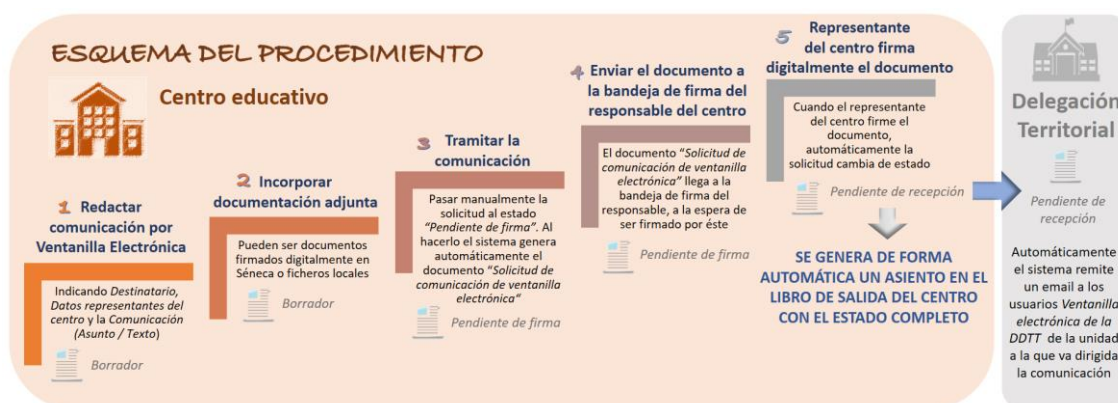 ESQUEMA DEL PROCEDIMIENTO
Centro educativo
1 Redactar
comunicación por
Ventanilla Electrónica
Indicando Destinatario,
Datos representantes del
centro y la Comunicación
(Asunto / Texto)
Borrador
2 Incorporar
documentación adjunta
Pueden ser documentos
firmados digitalmente en
Séneca o ficheros locales
Borrador
3 Tramitar la
comunicación
Pasar manualmente la
solicitud al estado
"Pendiente de firma". Al
hacerlo el sistema genera
automáticamente el
documento "Solicitud de
comunicación de ventanilla
electrónica"
Pendiente de firma
4 Enviar el documento a
la bandeja de firma del
responsable del centro
El documento "Solicitud de
comunicación de ventanilla
electrónica" llega a la
bandeja de firma del
responsable, a la espera de
ser firmado por éste
Pendiente de firma
5 Representante
del centro firma
digitalmente el documento
Cuando el representante
del centro firme el
documento,
automáticamente la
solicitud cambia de estado
Pendiente de recepción
SE GENERA DE FORMA
AUTOMÁTICA UN ASIENTO EN EL
LIBRO DE SALIDA DEL CENTRO
CON EL ESTADO COMPLETO
Delegación
Territorial
Pendiente de
recepción
Automáticamente
el sistema remite
un email a los
usuarios Ventanilla
electrónica de la
DDTT de la unidad
a la que va dirigida
la comunicación